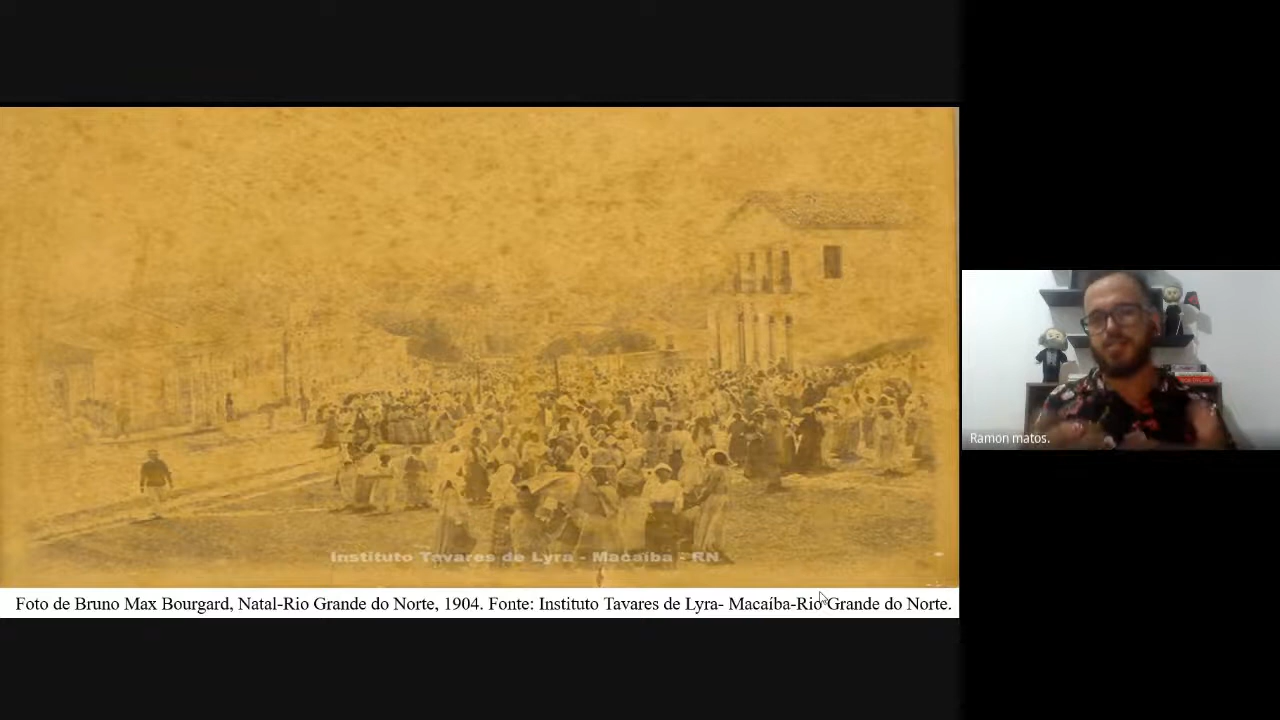 Instituto Tavares de Lyra - Macaíba - RN
Foto de Bruno Max Bourgard, Natal-Rio Grande do Norte, 1904. Fonte: Instituto Tavares de Lyra- Macaíba-Rio Grande do Norte.
Ramon matos.